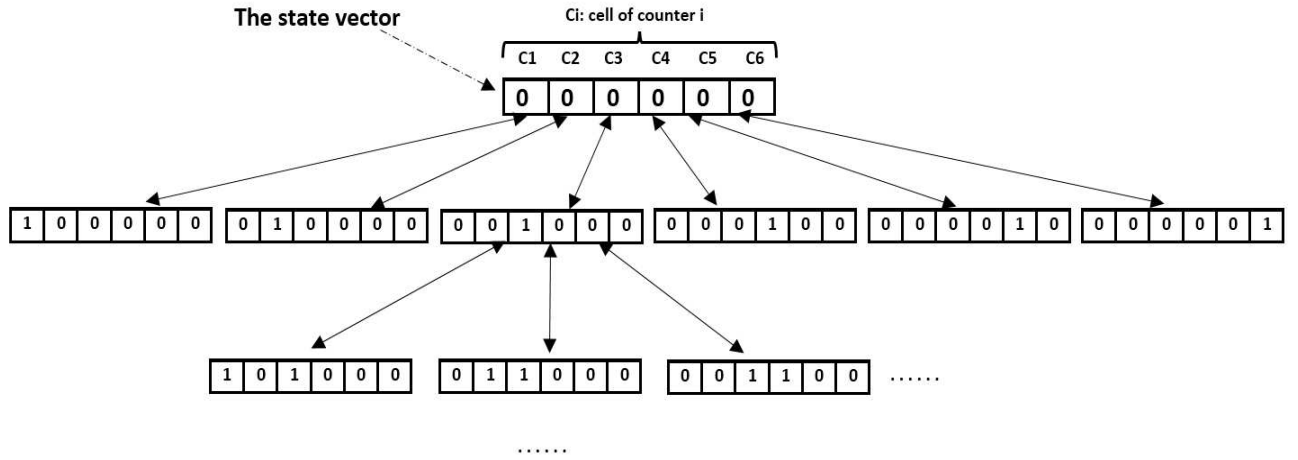 The state vector
Ci: cell of counter i
C1 C2 C3 C4 C5 C6
0 0 0 0 0 0
1 0 0 0 0 0
0 1 0 0 0 0
0 0 1 0 0 0
0 0 0 1 0 0
0 0 0 0 1 0
0 0 0 0 0 1
1 0 1 0 0 0
0 1 1 0 0 0
0 0 1 1 0 0
......
......